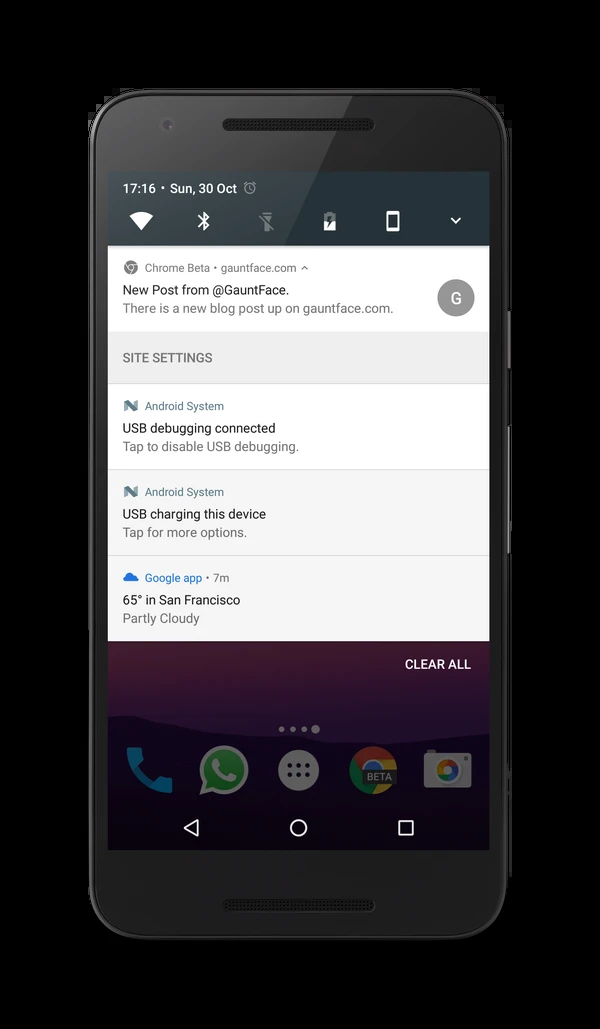 17:16 • Sun, 30 Oct
Chrome Beta • gauntface.com
New Post from @GauntFace.
There is a new blog post up on gauntface.com.
G
SITE SETTINGS
Android System
USB debugging connected
Tap to disable USB debugging.
Android System
USB charging this device
Tap for more options.
Google app • 7m
65° in San Francisco
Partly Cloudy
CLEAR ALL
BETA